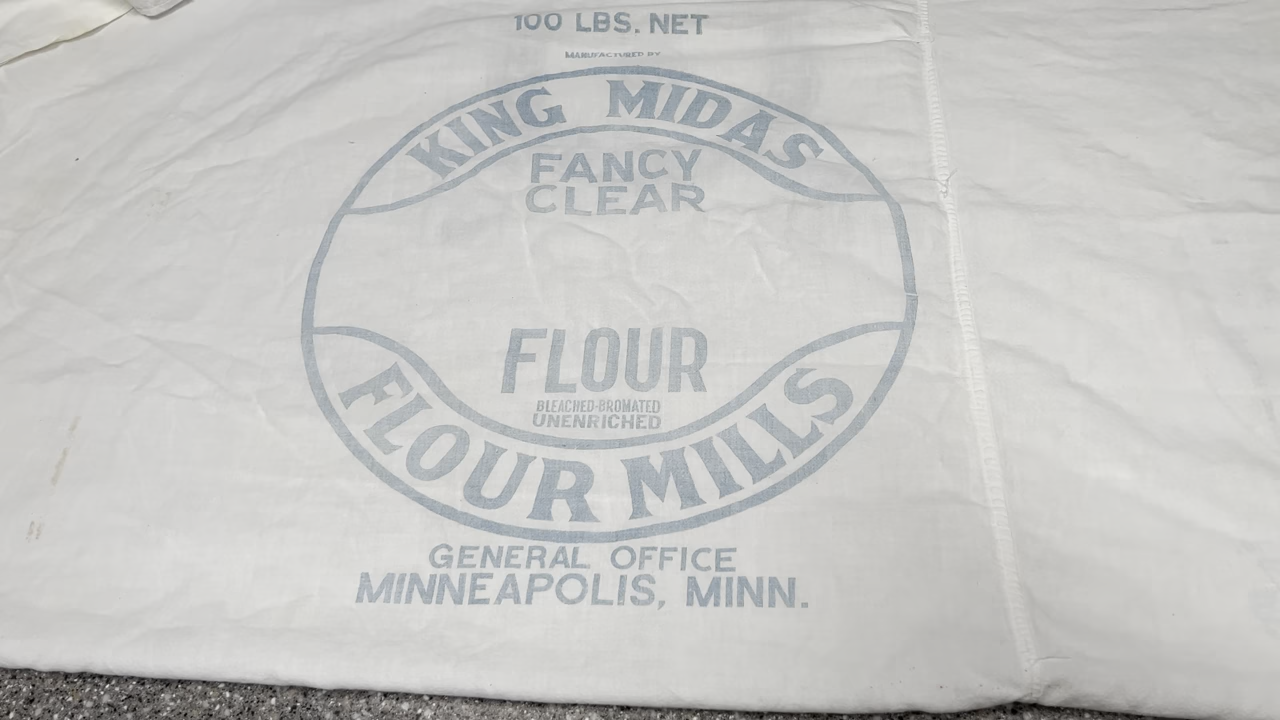 100 LBS. NET
MANUFACTURED BY
KING MIDAS
FANCY
CLEAR
FLOUR
BLEACHED-BROMATED
UNENRICHED
FLOUR MILLS
GENERAL OFFICE
MINNEAPOLIS, MINN.